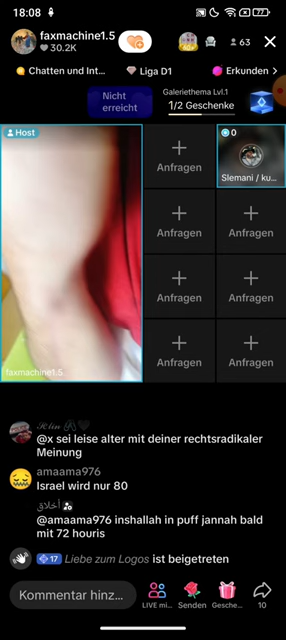 18:08
77
faxmachine1.5
30.2K
63
Chatten und Int...
Liga D1
Erkunden >
Nicht
erreicht
Galeriethema Lvl.1
1/2 Geschenke
Host
Anfragen
0
Slemani / ku...
Anfragen
Anfragen
Anfragen
Anfragen
Anfragen
Anfragen
faxmachine1.5
@x sei leise alter mit deiner rechtsradikaler
Meinung
amaama976
Israel wird nur 80
أخلاق
@amaama976 inshallah in puff jannah bald
mit 72 houris
17 Liebe zum Logos ist beigetreten
Kommentar hinz...
LIVE mi...
Senden
Gesche...
10